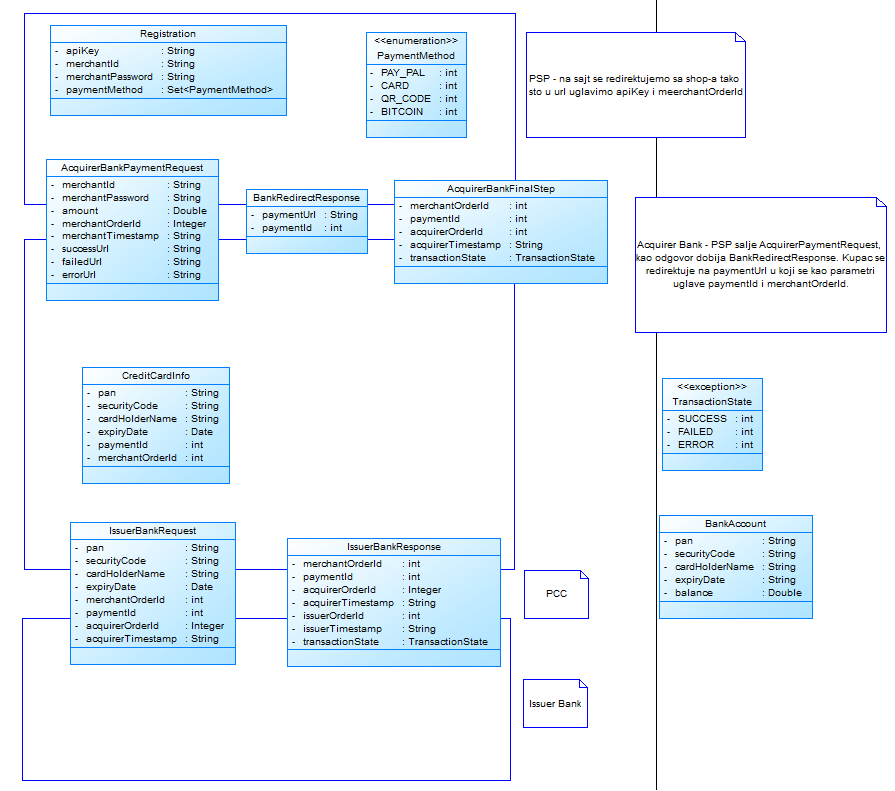 Registration
- apiKey : String
- merchantId : String
- merchantPassword : String
- paymentMethod : Set<PaymentMethod>
<<enumeration>>
PaymentMethod
- PAY_PAL : int
- CARD : int
- QR_CODE : int
- BITCOIN : int
PSP - na sajt se redirektujemo sa shop-a tako
sto u url uglavimo apiKey i meerchantOrderId
AcquirerBankPaymentRequest
- merchantId : String
- merchantPassword : String
- amount : Double
- merchantOrderId : Integer
- merchantTimestamp : String
- successUrl : String
- failedUrl : String
- errorUrl : String
BankRedirectResponse
- paymentUrl : String
- paymentId : int
AcquirerBankFinalStep
- merchantOrderId : int
- paymentId : int
- acquirerOrderId : int
- acquirerTimestamp : String
- transactionState : TransactionState
Acquirer Bank - PSP salje AcquirerPaymentRequest,
kao odgovor dobija BankRedirectResponse. Kupac se
redirektuje na paymentUrl u koji se kao parametri
uglave paymentId i merchantOrderId.
CreditCardInfo
- pan : String
- securityCode : String
- cardHolderName : String
- expiryDate : Date
- paymentId : int
- merchantOrderId : int
<<exception>>
TransactionState
- SUCCESS : int
- FAILED : int
- ERROR : int
IssuerBankRequest
- pan : String
- securityCode : String
- cardHolderName : String
- expiryDate : Date
- merchantOrderId : int
- paymentId : int
- acquirerOrderId : Integer
- acquirerTimestamp : String
IssuerBankResponse
- merchantOrderId : int
- paymentId : int
- acquirerOrderId : Integer
- acquirerTimestamp : String
- issuerOrderId : int
- issuerTimestamp : String
- transactionState : TransactionState
PCC
BankAccount
- pan : String
- securityCode : String
- cardHolderName : String
- expiryDate : String
- balance : Double
Issuer Bank